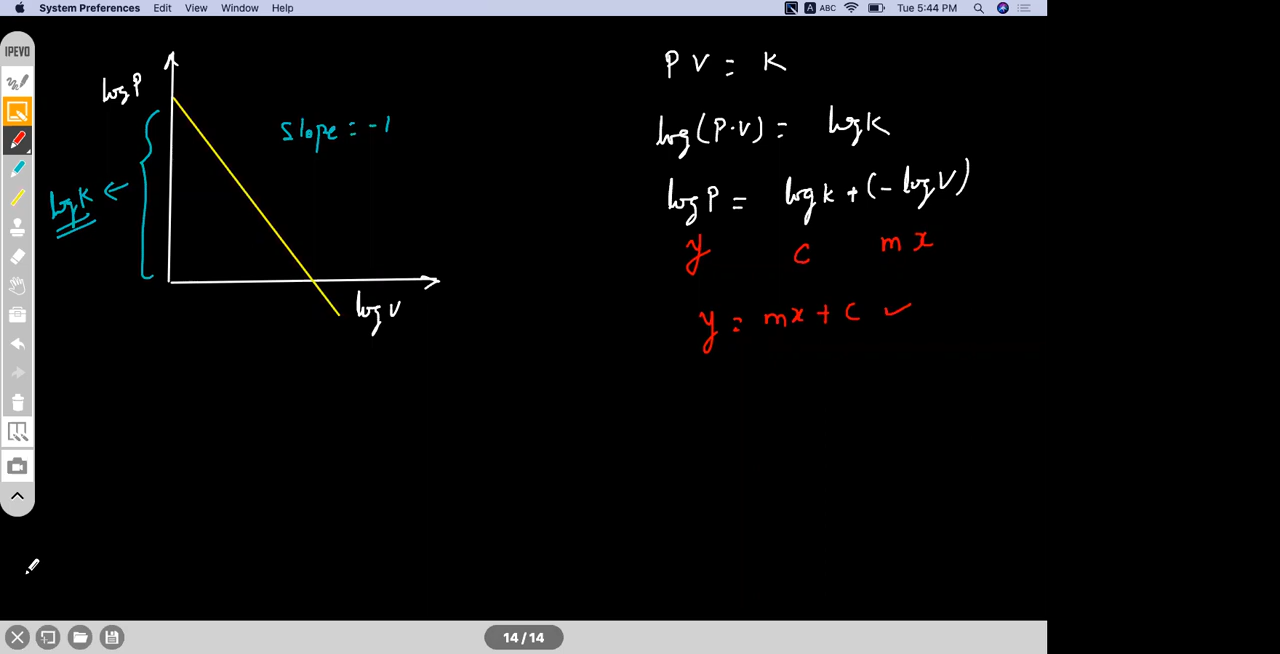 System Preferences Edit View Window Help
A ABC Tue 5:44 PM
IPEVO
log P
slope = -1
log K ←
log V
P V = K
log(P·V) = log K
log P = log K + (- log V)
y c m x
y = mx + c ✓
14 / 14